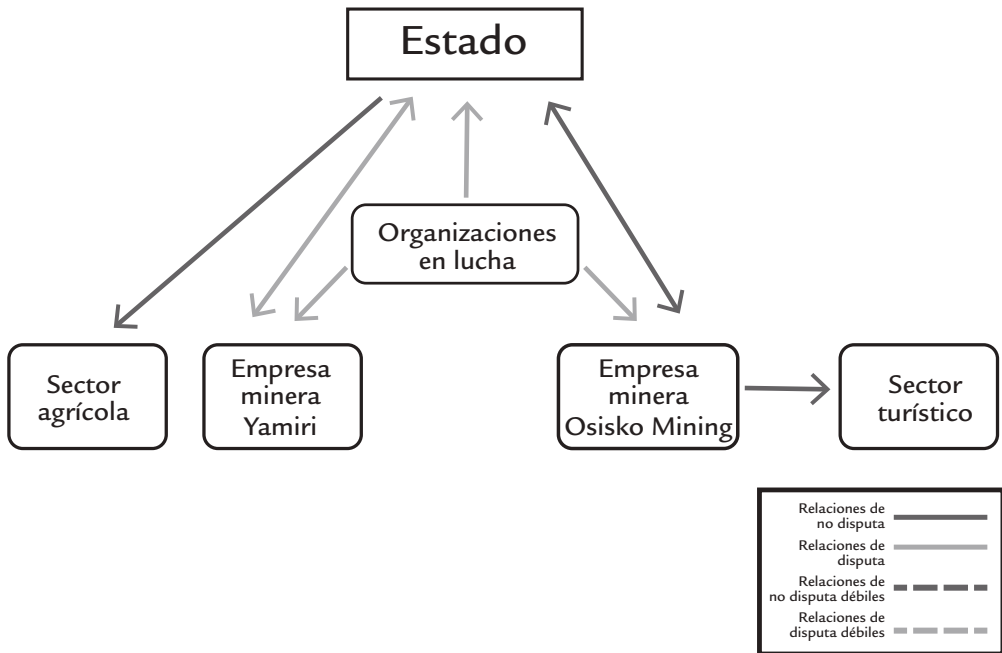 Estado
Organizaciones
en lucha
Sector
agrícola
Empresa
minera
Yamiri
Empresa
minera
Osisko Mining
Sector
turístico
Relaciones de
no disputa
Relaciones de
disputa
Relaciones de
no disputa débiles
Relaciones de
disputa débiles